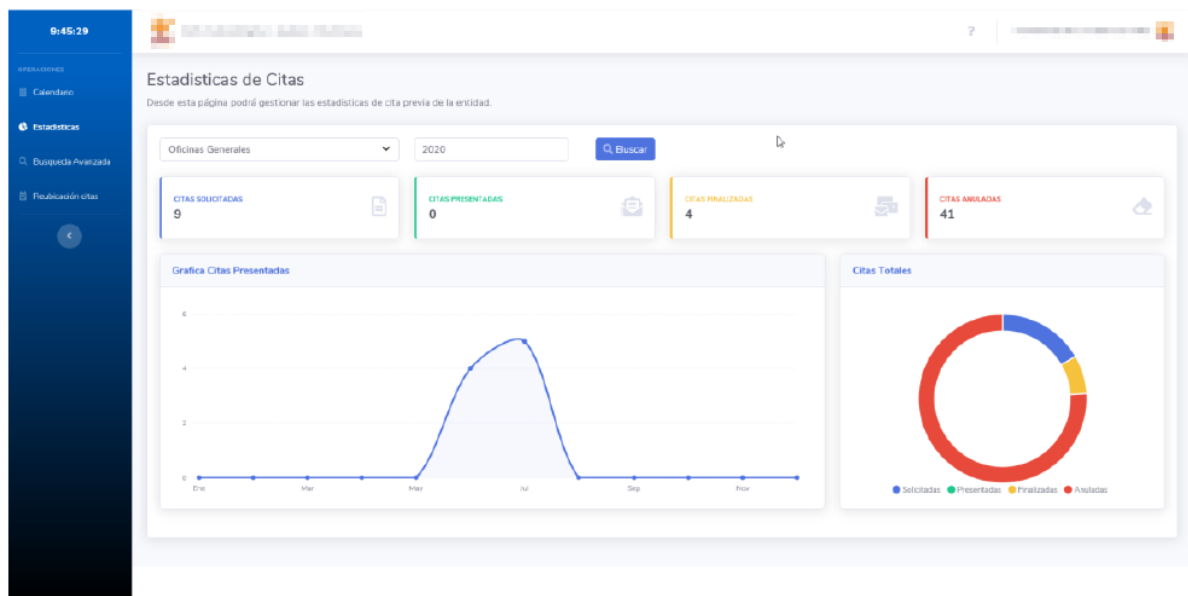 9:45:29
?
OPERACIONES
Calendario
Estadísticas
Busqueda Avanzada
Reubicación citas
Estadisticas de Citas
Desde esta página podrá gestionar las estadisticas de cita previa de la entidad.
Oficinas Generales
2020
Buscar
CITAS SOLICITADAS
9
CITAS PRESENTADAS
0
CITAS FINALIZADAS
4
CITAS ANULADAS
41
Grafica Citas Presentadas
6
4
2
0
Ene
Mar
May
Jul
Sep
Nov
Citas Totales
Solicitadas Presentadas Finalizadas Anuladas